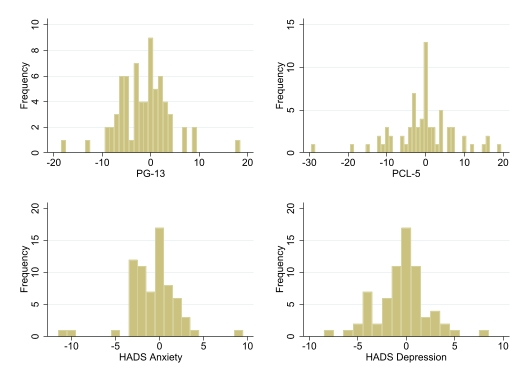 Frequency
0 2 4 6 8 10
-20 -10 0 10 20
PG-13
Frequency
0 5 10 15
-30 -20 -10 0 10 20
PCL-5
Frequency
0 5 10 15 20
-10 -5 0 5 10
HADS Anxiety
Frequency
0 5 10 15 20
-10 -5 0 5 10
HADS Depression